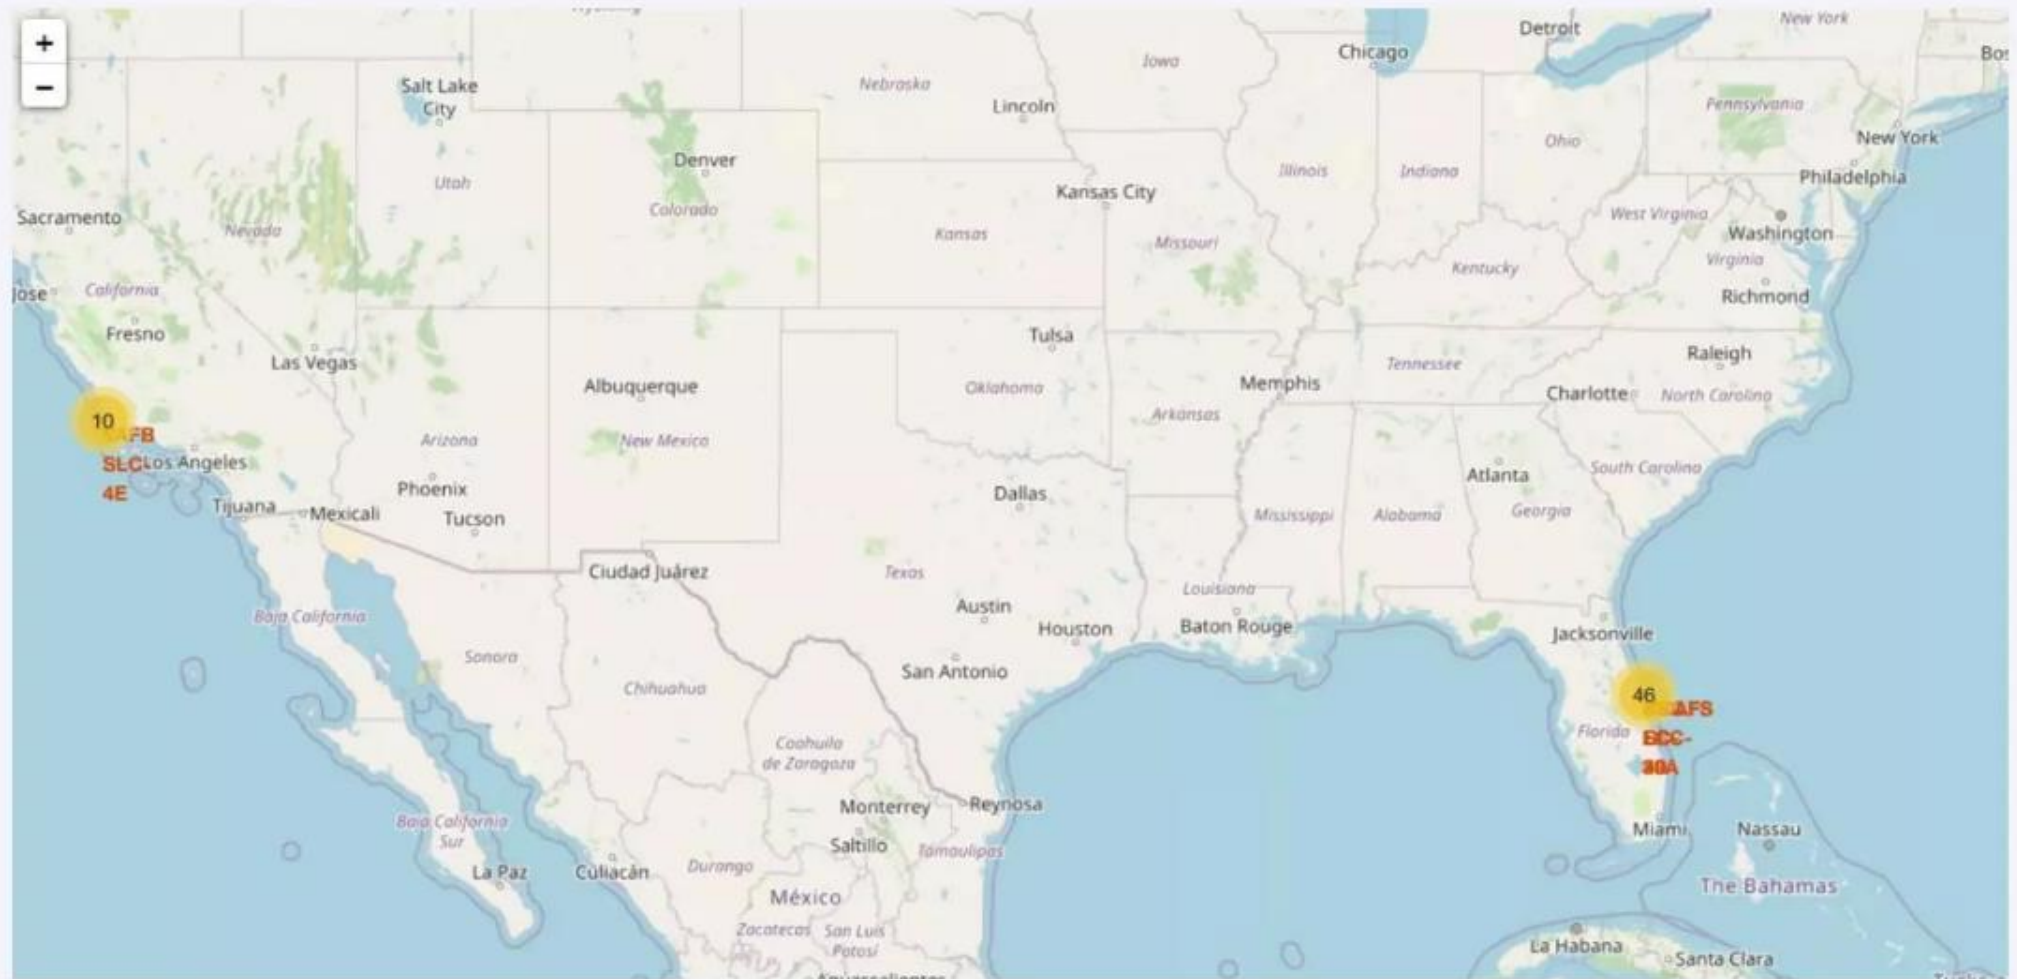 +
−
Detroit
New York
Chicago
Iowa
Salt Lake
City
Nebraska
Lincoln
Pennsylvania
New York
Ohio
Denver
Utah
Illinois
Indiana
Philadelphia
Kansas City
Colorado
Sacramento
Nevada
Kansas
Missouri
West Virginia
Washington
Virginia
Kentucky
Jose
California
Richmond
Fresno
Las Vegas
Tulsa
Tennessee
Raleigh
Albuquerque
Oklahoma
Memphis
Charlotte
North Carolina
Arkansas
10
AFB
Arizona
New Mexico
SLC
Los Angeles
4E
Phoenix
Dallas
Atlanta
South Carolina
Tijuana
Mexicali
Tucson
Mississippi
Alabama
Georgia
Ciudad Juárez
Texas
Louisiana
Baja California
Austin
Houston
Baton Rouge
Jacksonville
Sonora
San Antonio
Chihuahua
46
AFS
Florida
Coahuila
de Zaragoza
Monterrey
Reynosa
Baja California
Sur
Saltillo
Tamaulipas
Miami
Nassau
La Paz
Culiacán
Durango
México
The Bahamas
Zacatecas
San Luis
Potosí
La Habana
Santa Clara